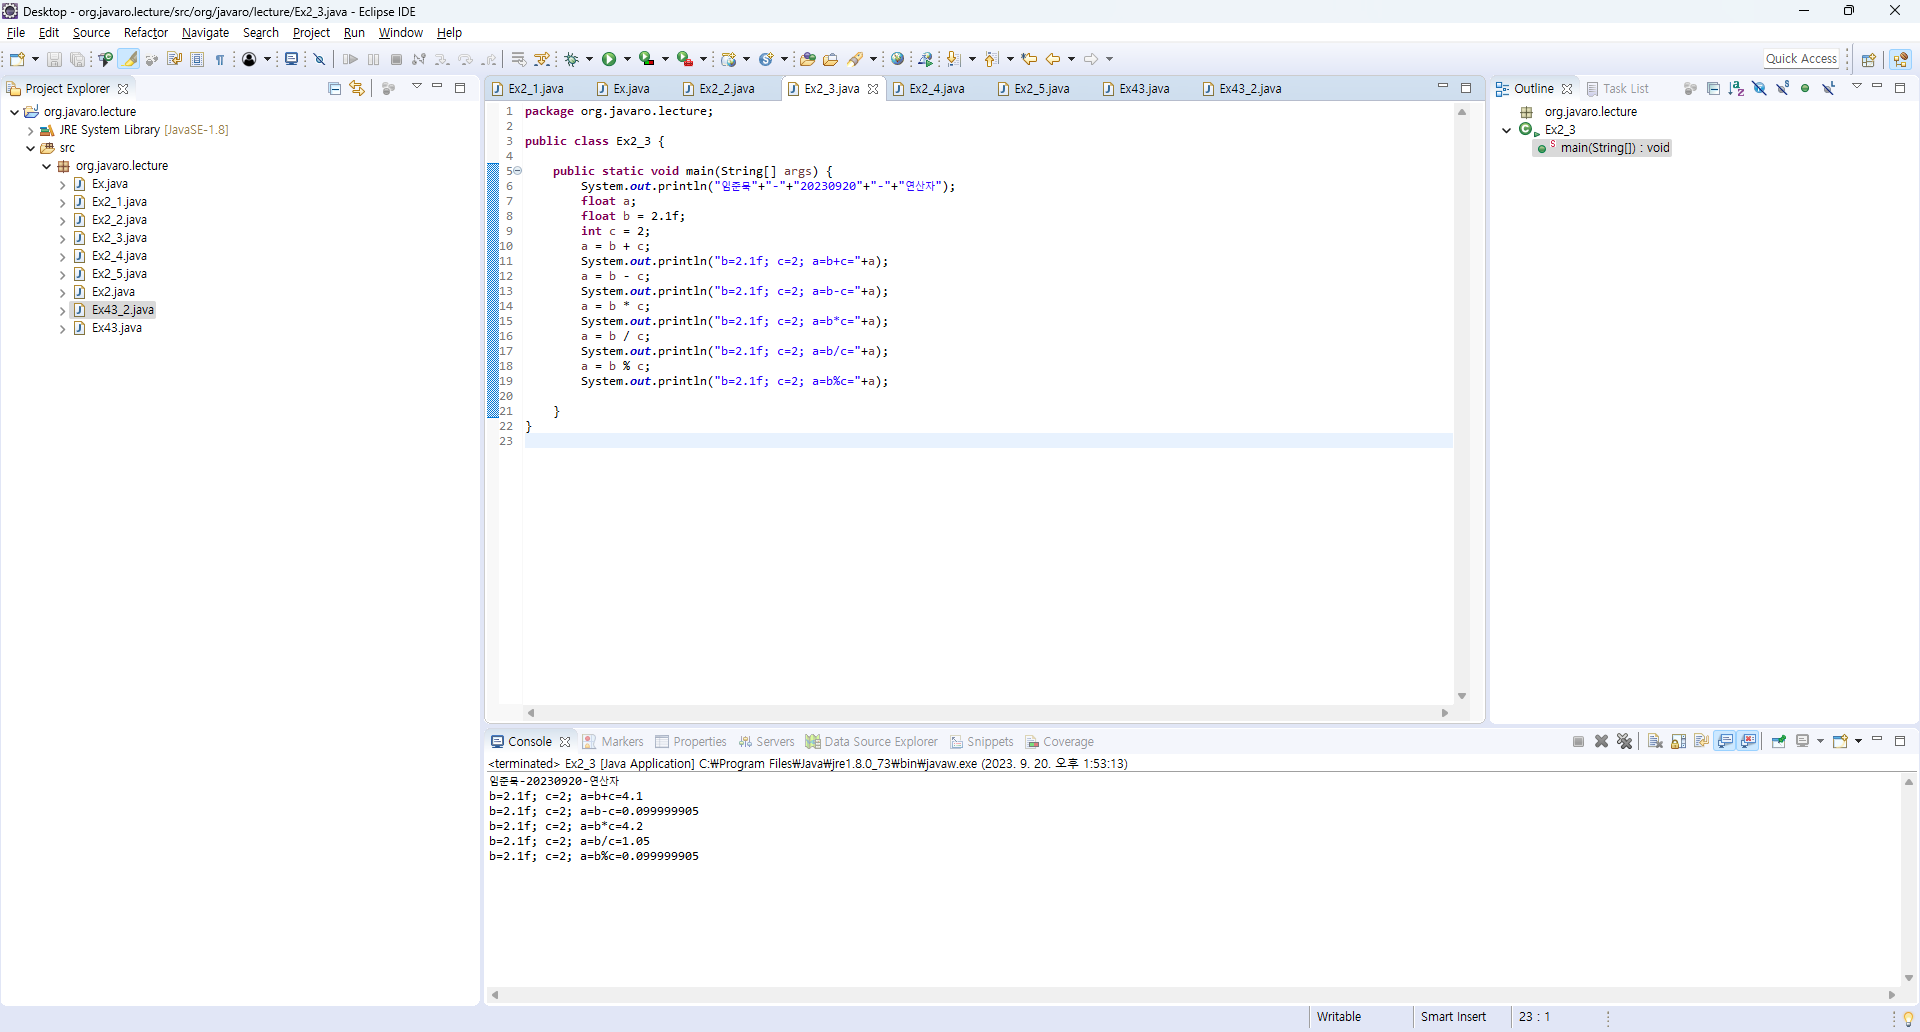 Desktop - org.javaro.lecture/src/org/javaro/lecture/Ex2_3.java - Eclipse IDE
File Edit Source Refactor Navigate Search Project Run Window Help
Quick Access
Project Explorer
org.javaro.lecture
JRE System Library [JavaSE-1.8]
src
org.javaro.lecture
Ex.java
Ex2_1.java
Ex2_2.java
Ex2_3.java
Ex2_4.java
Ex2_5.java
Ex2.java
Ex43_2.java
Ex43.java
Ex2_1.java Ex.java Ex2_2.java Ex2_3.java Ex2_4.java Ex2_5.java Ex43.java Ex43_2.java
1 package org.javaro.lecture;
2
3 public class Ex2_3 {
4
5 public static void main(String[] args) {
6 System.out.println("임준묵"+"-"+"20230920"+"-"+"연산자");
7 float a;
8 float b = 2.1f;
9 int c = 2;
10 a = b + c;
11 System.out.println("b=2.1f; c=2; a=b+c="+a);
12 a = b - c;
13 System.out.println("b=2.1f; c=2; a=b-c="+a);
14 a = b * c;
15 System.out.println("b=2.1f; c=2; a=b*c="+a);
16 a = b / c;
17 System.out.println("b=2.1f; c=2; a=b/c="+a);
18 a = b % c;
19 System.out.println("b=2.1f; c=2; a=b%c="+a);
20
21 }
22 }
23
Outline Task List
org.javaro.lecture
Ex2_3
main(String[]) : void
Console Markers Properties Servers Data Source Explorer Snippets Coverage
<terminated> Ex2_3 [Java Application] C:₩Program Files₩Java₩jre1.8.0_73₩bin₩javaw.exe (2023. 9. 20. 오후 1:53:13)
임준묵-20230920-연산자
b=2.1f; c=2; a=b+c=4.1
b=2.1f; c=2; a=b-c=0.099999905
b=2.1f; c=2; a=b*c=4.2
b=2.1f; c=2; a=b/c=1.05
b=2.1f; c=2; a=b%c=0.099999905
Writable Smart Insert 23 : 1